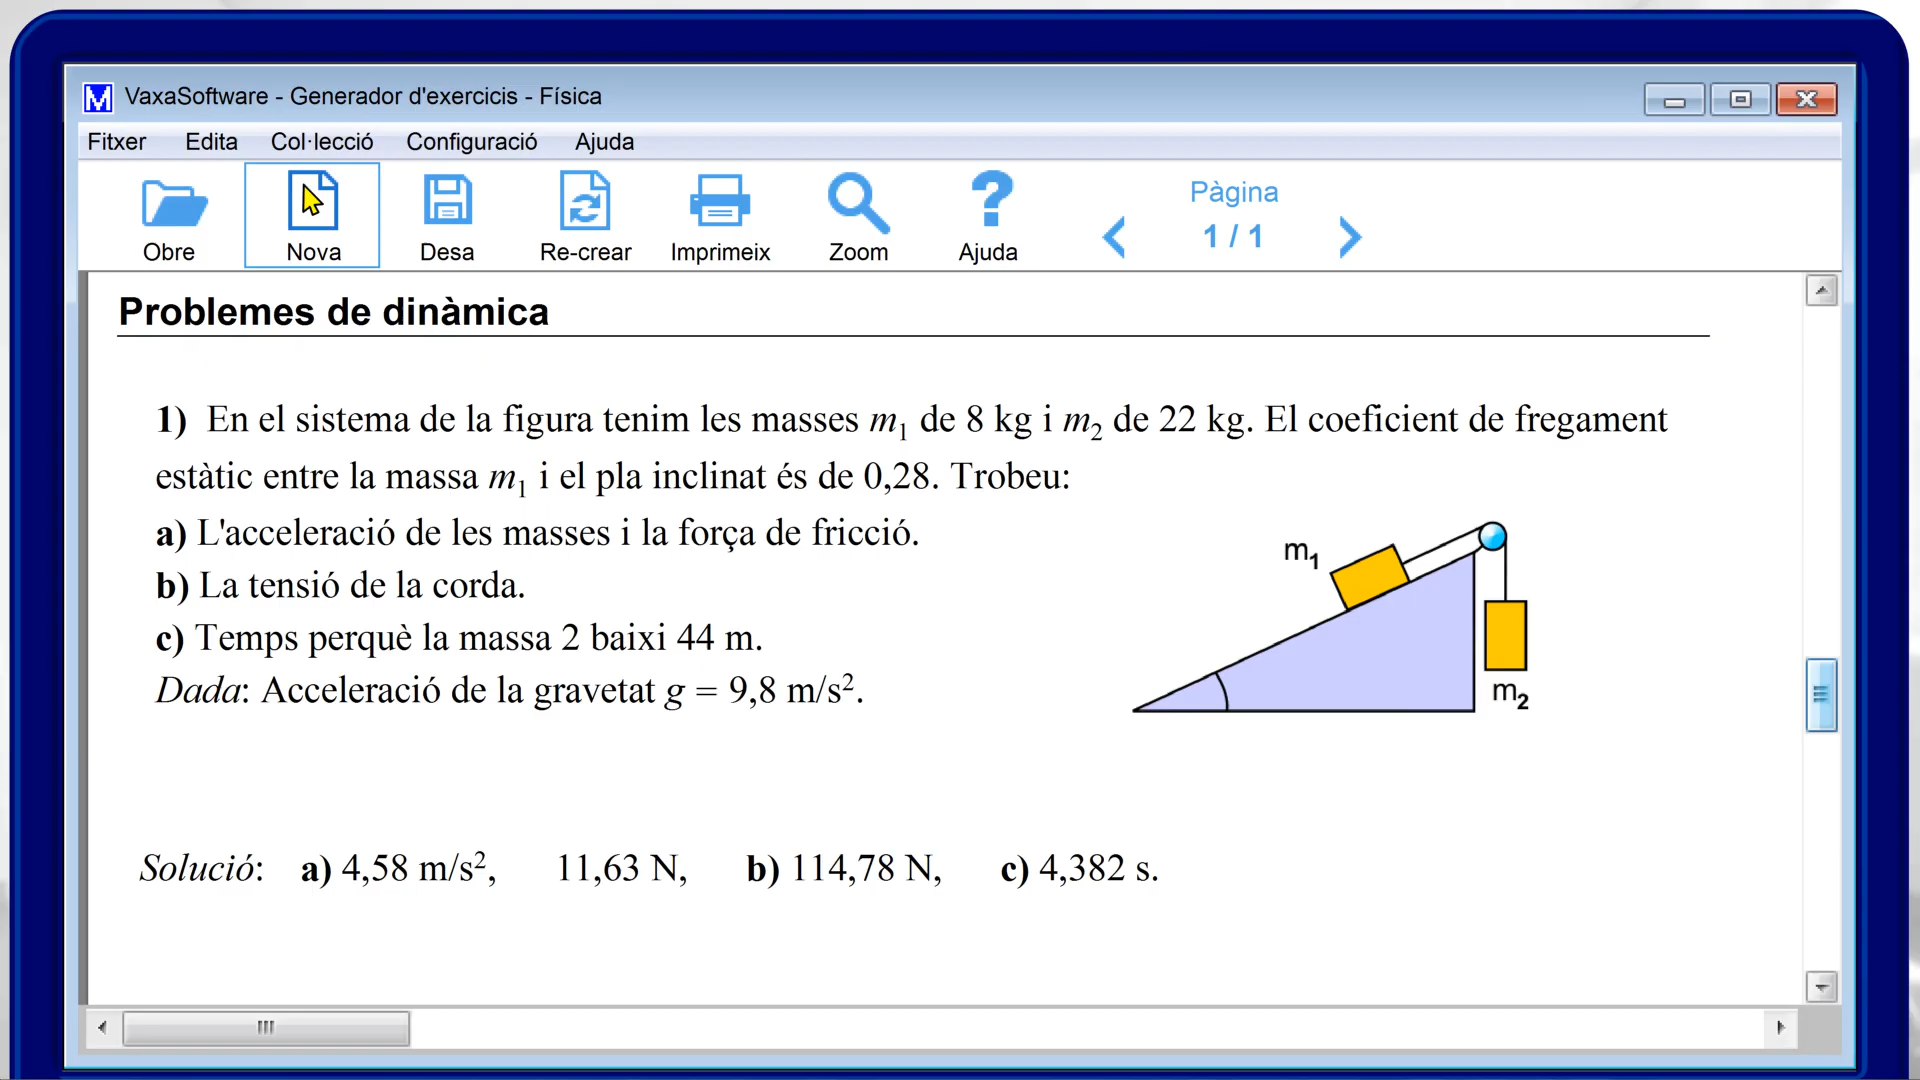 VaxaSoftware - Generador d'exercicis - Física
Fitxer Edita Col·lecció Configuració Ajuda
Obre Nova Desa Re-crear Imprimeix Zoom Ajuda
Pàgina
1 / 1
Problemes de dinàmica
1) En el sistema de la figura tenim les masses m₁ de 8 kg i m₂ de 22 kg. El coeficient de fregament
estàtic entre la massa m₁ i el pla inclinat és de 0,28. Trobeu:
a) L'acceleració de les masses i la força de fricció.
b) La tensió de la corda.
c) Temps perquè la massa 2 baixi 44 m.
Dada: Acceleració de la gravetat g = 9,8 m/s².
m₁
m₂
Solució: a) 4,58 m/s², 11,63 N, b) 114,78 N, c) 4,382 s.